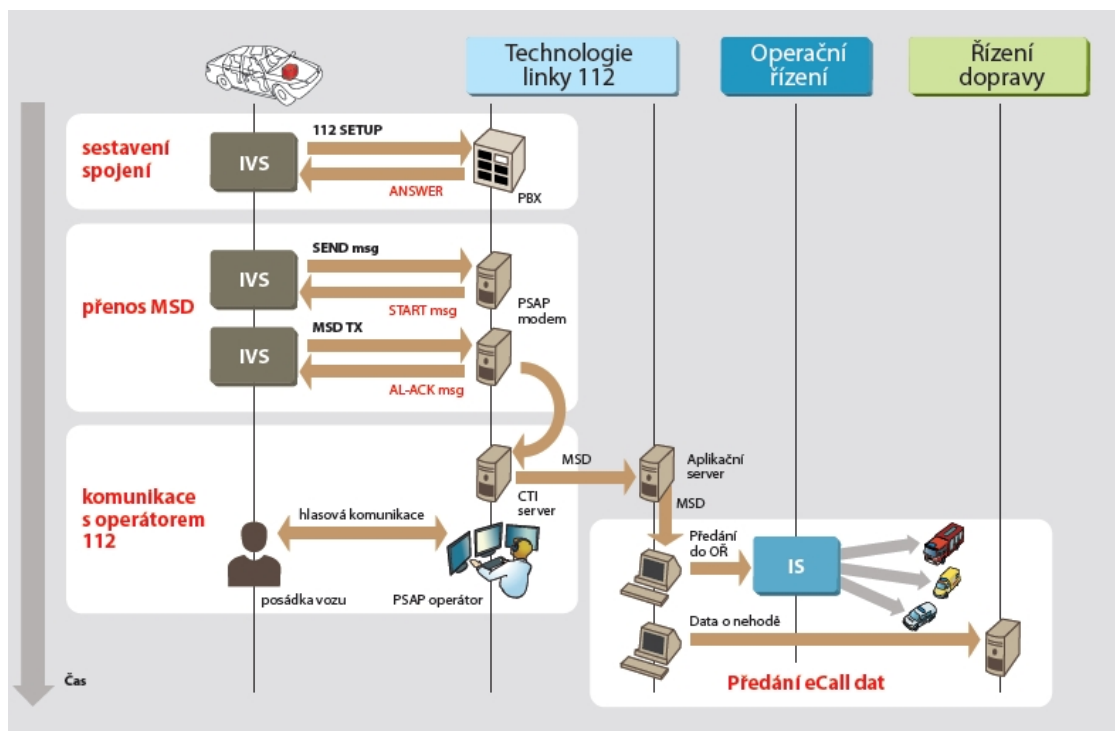 Technologie
linky 112
Operační
řízení
Řízení
dopravy
sestavení
spojení
IVS
112 SETUP
ANSWER
PBX
přenos MSD
IVS
SEND msg
START msg
PSAP
modem
IVS
MSD TX
AL-ACK msg
komunikace
s operátorem
112
CTI
server
MSD
Aplikační
server
MSD
hlasová komunikace
posádka vozu
PSAP operátor
Předání
do OŘ
IS
Data o nehodě
Předání eCall dat
Čas